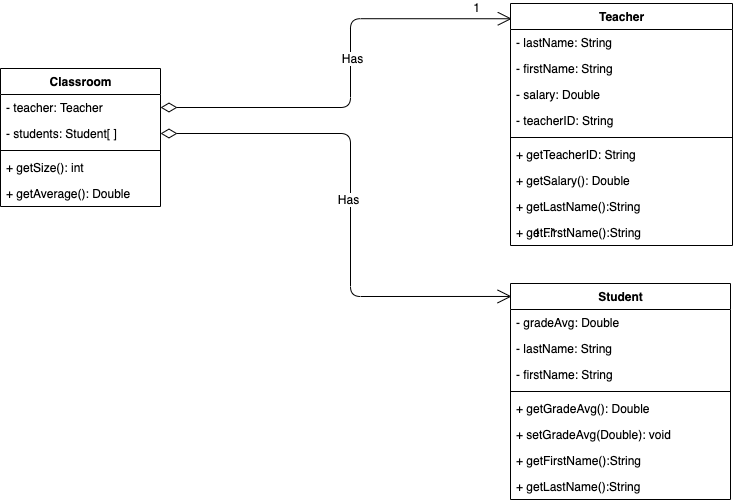 Classroom
- teacher: Teacher
- students: Student[ ]
+ getSize(): int
+ getAverage(): Double
Has
1
Has
Teacher
- lastName: String
- firstName: String
- salary: Double
- teacherID: String
+ getTeacherID: String
+ getSalary(): Double
+ getLastName():String
+ getFirstName():String
Student
- gradeAvg: Double
- lastName: String
- firstName: String
+ getGradeAvg(): Double
+ setGradeAvg(Double): void
+ getFirstName():String
+ getLastName():String